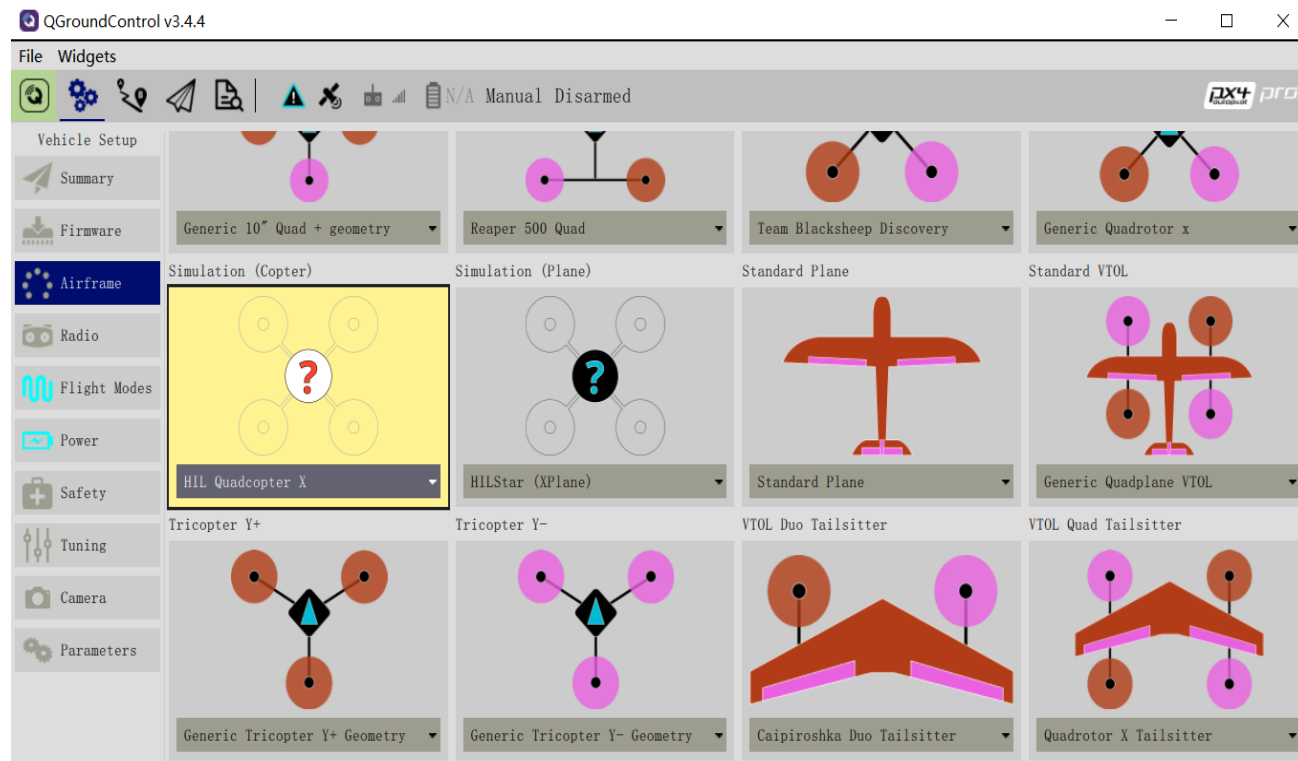 QGroundControl v3.4.4
File Widgets
N/A Manual Disarmed
px4 pro
autopilot
Vehicle Setup
Summary
Firmware
Airframe
Radio
Flight Modes
Power
Safety
Tuning
Camera
Parameters
Generic 10″ Quad + geometry
Reaper 500 Quad
Team Blacksheep Discovery
Generic Quadrotor x
Simulation (Copter)
Simulation (Plane)
Standard Plane
Standard VTOL
?
?
HIL Quadcopter X
HILStar (XPlane)
Standard Plane
Generic Quadplane VTOL
Tricopter Y+
Tricopter Y-
VTOL Duo Tailsitter
VTOL Quad Tailsitter
Generic Tricopter Y+ Geometry
Generic Tricopter Y- Geometry
Caipiroshka Duo Tailsitter
Quadrotor X Tailsitter